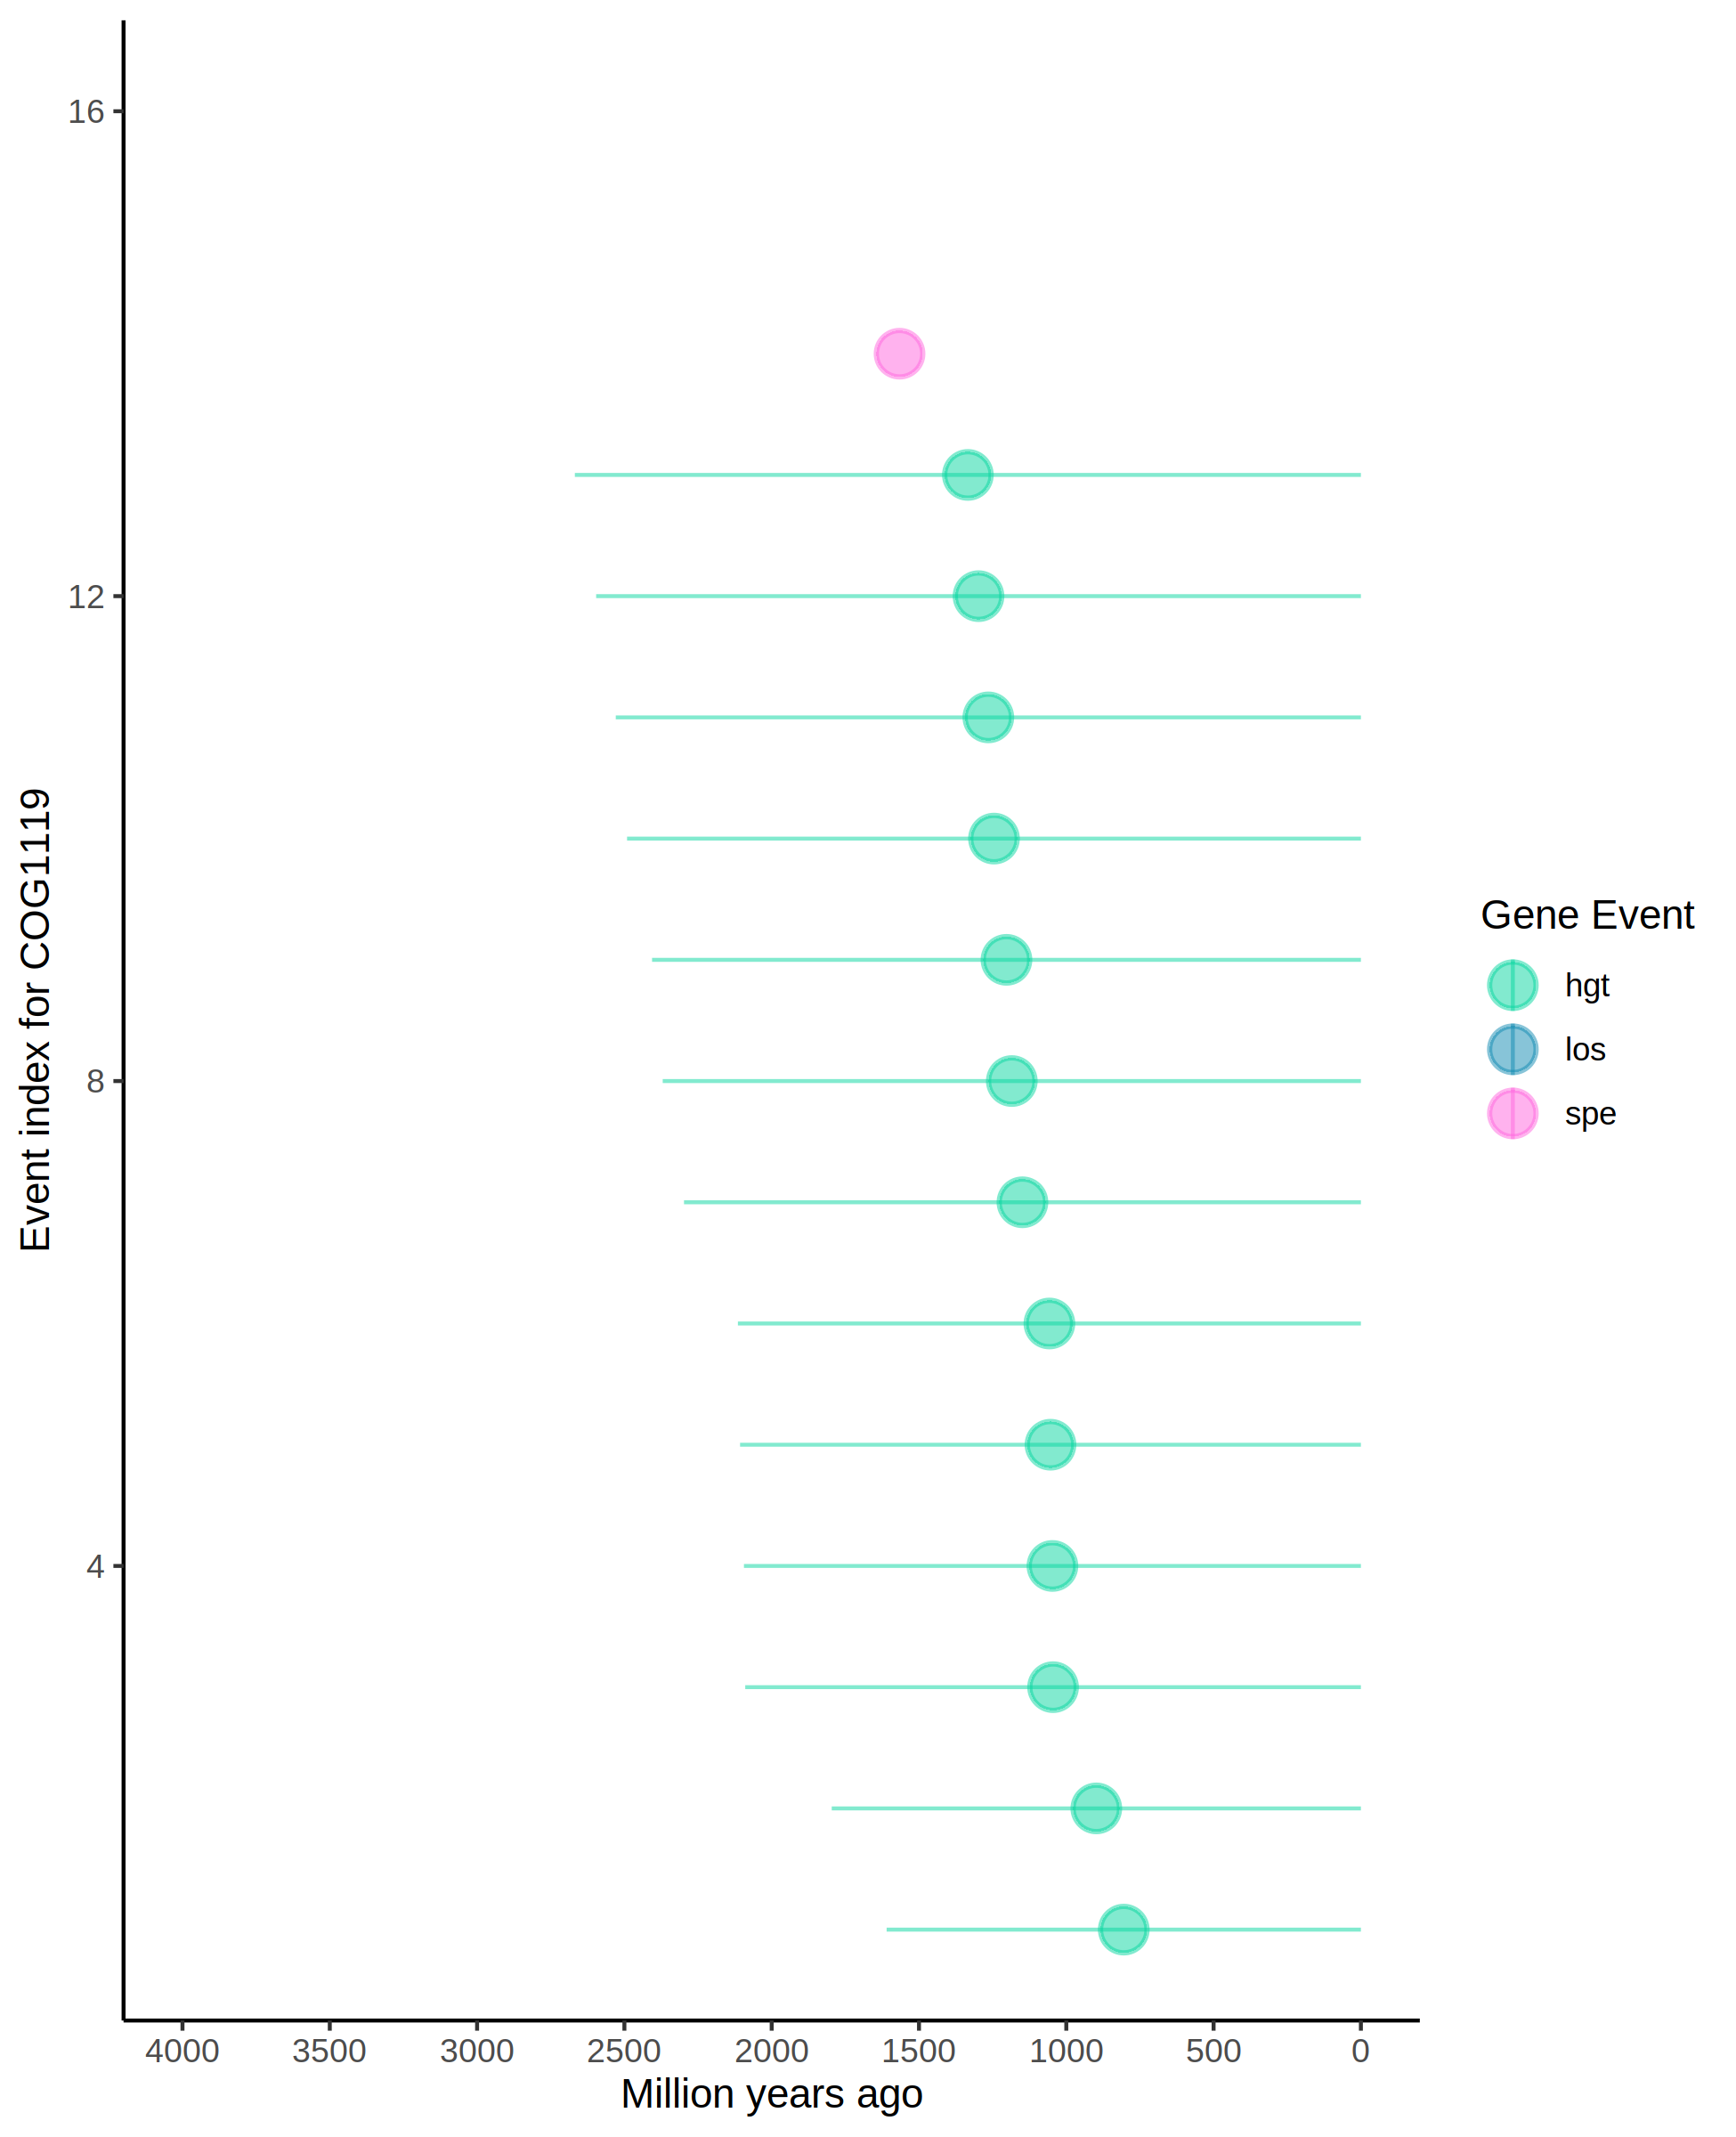 16
12
8
4
Event index for COG1119
4000 3500 3000 2500 2000 1500 1000 500 0
Million years ago
Gene Event
hgt
los
spe